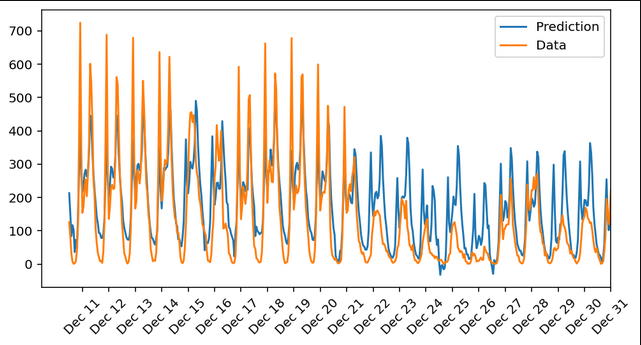 700
600
500
400
300
200
100
0
Prediction
Data
Dec 11
Dec 12
Dec 13
Dec 14
Dec 15
Dec 16
Dec 17
Dec 18
Dec 19
Dec 20
Dec 21
Dec 22
Dec 23
Dec 24
Dec 25
Dec 26
Dec 27
Dec 28
Dec 29
Dec 30
Dec 31